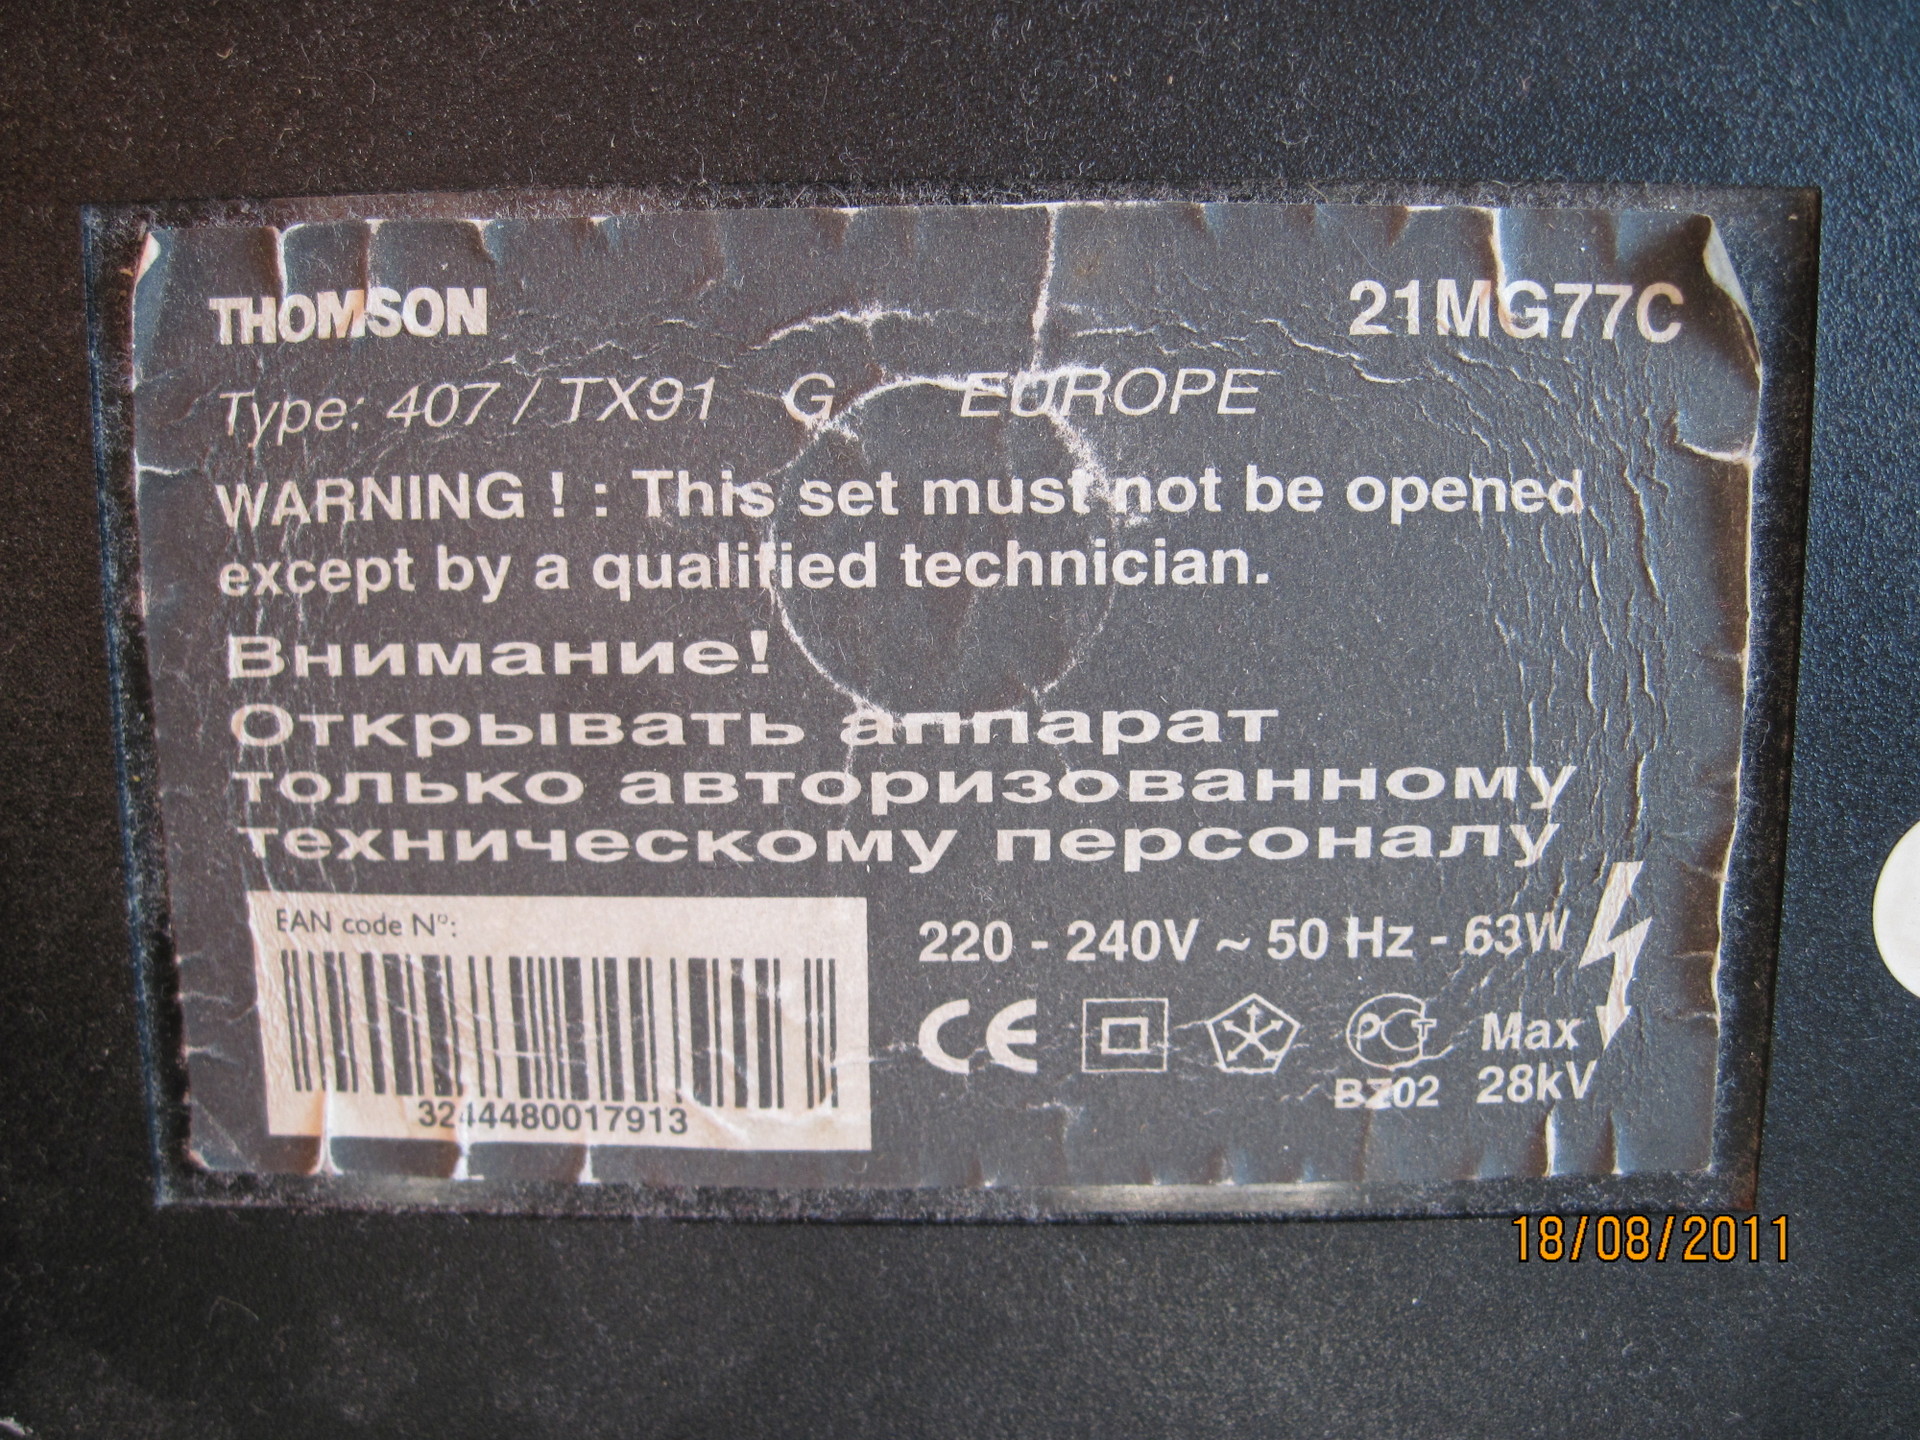 THOMSON 21MG77C
Type: 407 / TX91 G EUROPE
WARNING ! : This set must not be opened
except by a qualified technician.
Внимание!
Открывать аппарат
только авторизованному
техническому персоналу
EAN code Nº:
3244480017913
220 - 240V ~ 50 Hz - 63W
CE
РСТ
BZ02
Max
28kV
18/08/2011